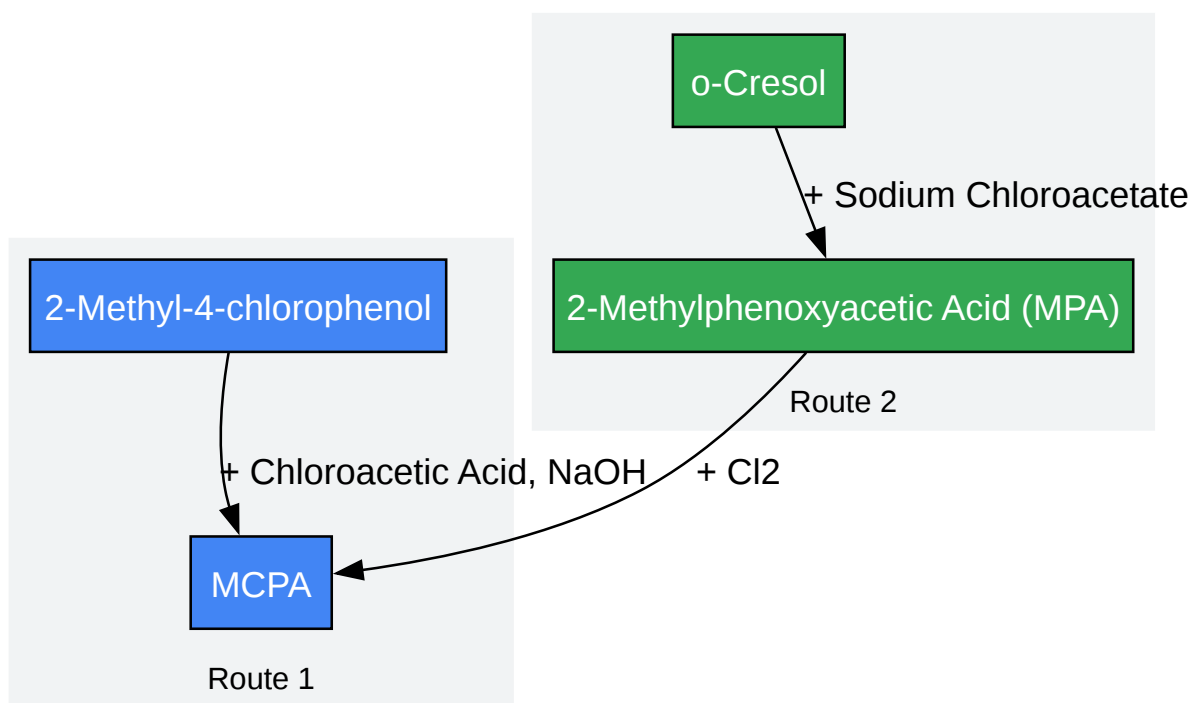 o-Cresol
+ Sodium Chloroacetate
2-Methyl-4-chlorophenol
2-Methylphenoxyacetic Acid (MPA)
Route 2
+ Chloroacetic Acid, NaOH
+ Cl2
MCPA
Route 1